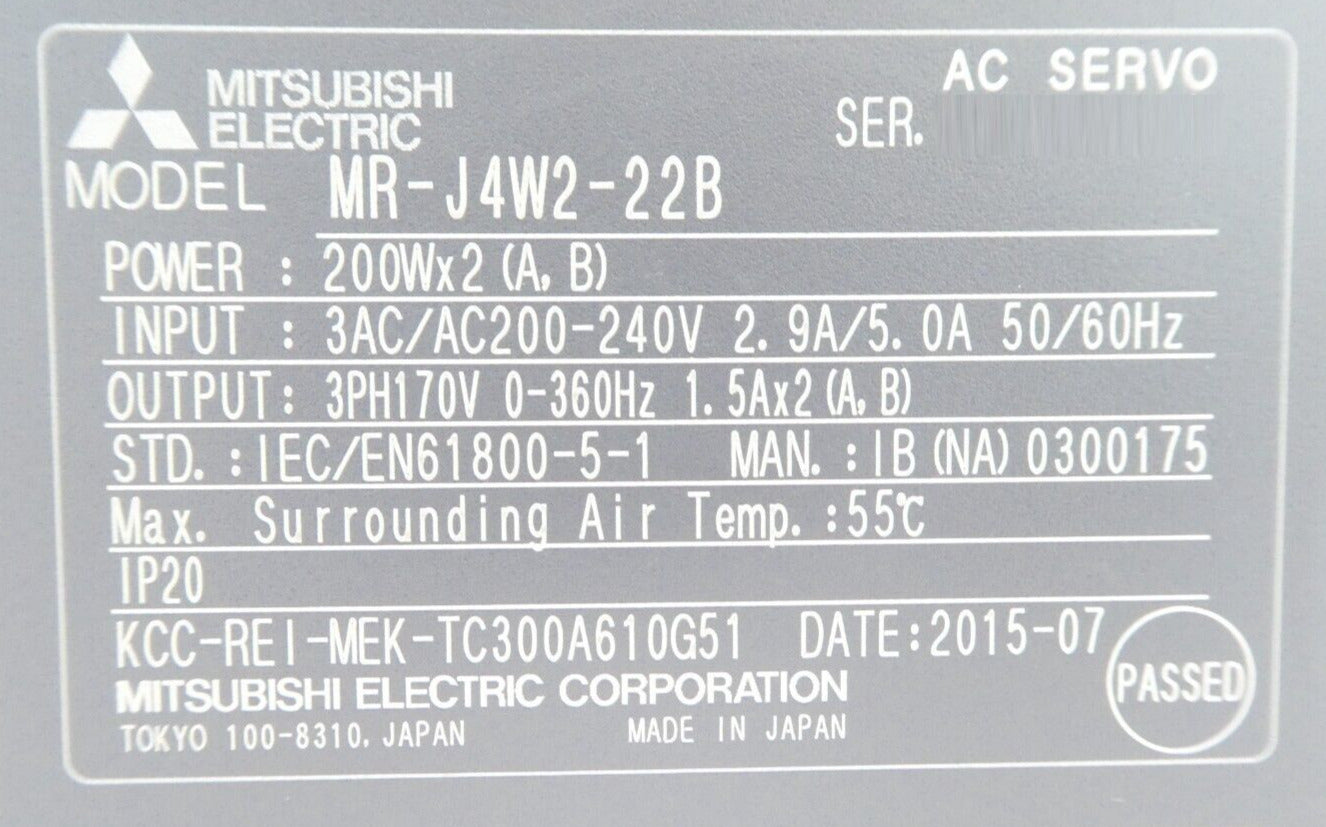 MITSUBISHI
ELECTRIC
AC SERVO
SER.
MODEL MR-J4W2-22B
POWER : 200Wx2 (A, B)
INPUT : 3AC/AC200-240V 2.9A/5.0A 50/60Hz
OUTPUT: 3PH170V 0-360Hz 1.5Ax2 (A, B)
STD. : IEC/EN61800-5-1 MAN. : IB (NA) 0300175
Max. Surrounding Air Temp. :55℃
IP20
KCC-REI-MEK-TC300A610G51 DATE:2015-07
PASSED
MITSUBISHI ELECTRIC CORPORATION
TOKYO 100-8310, JAPAN MADE IN JAPAN